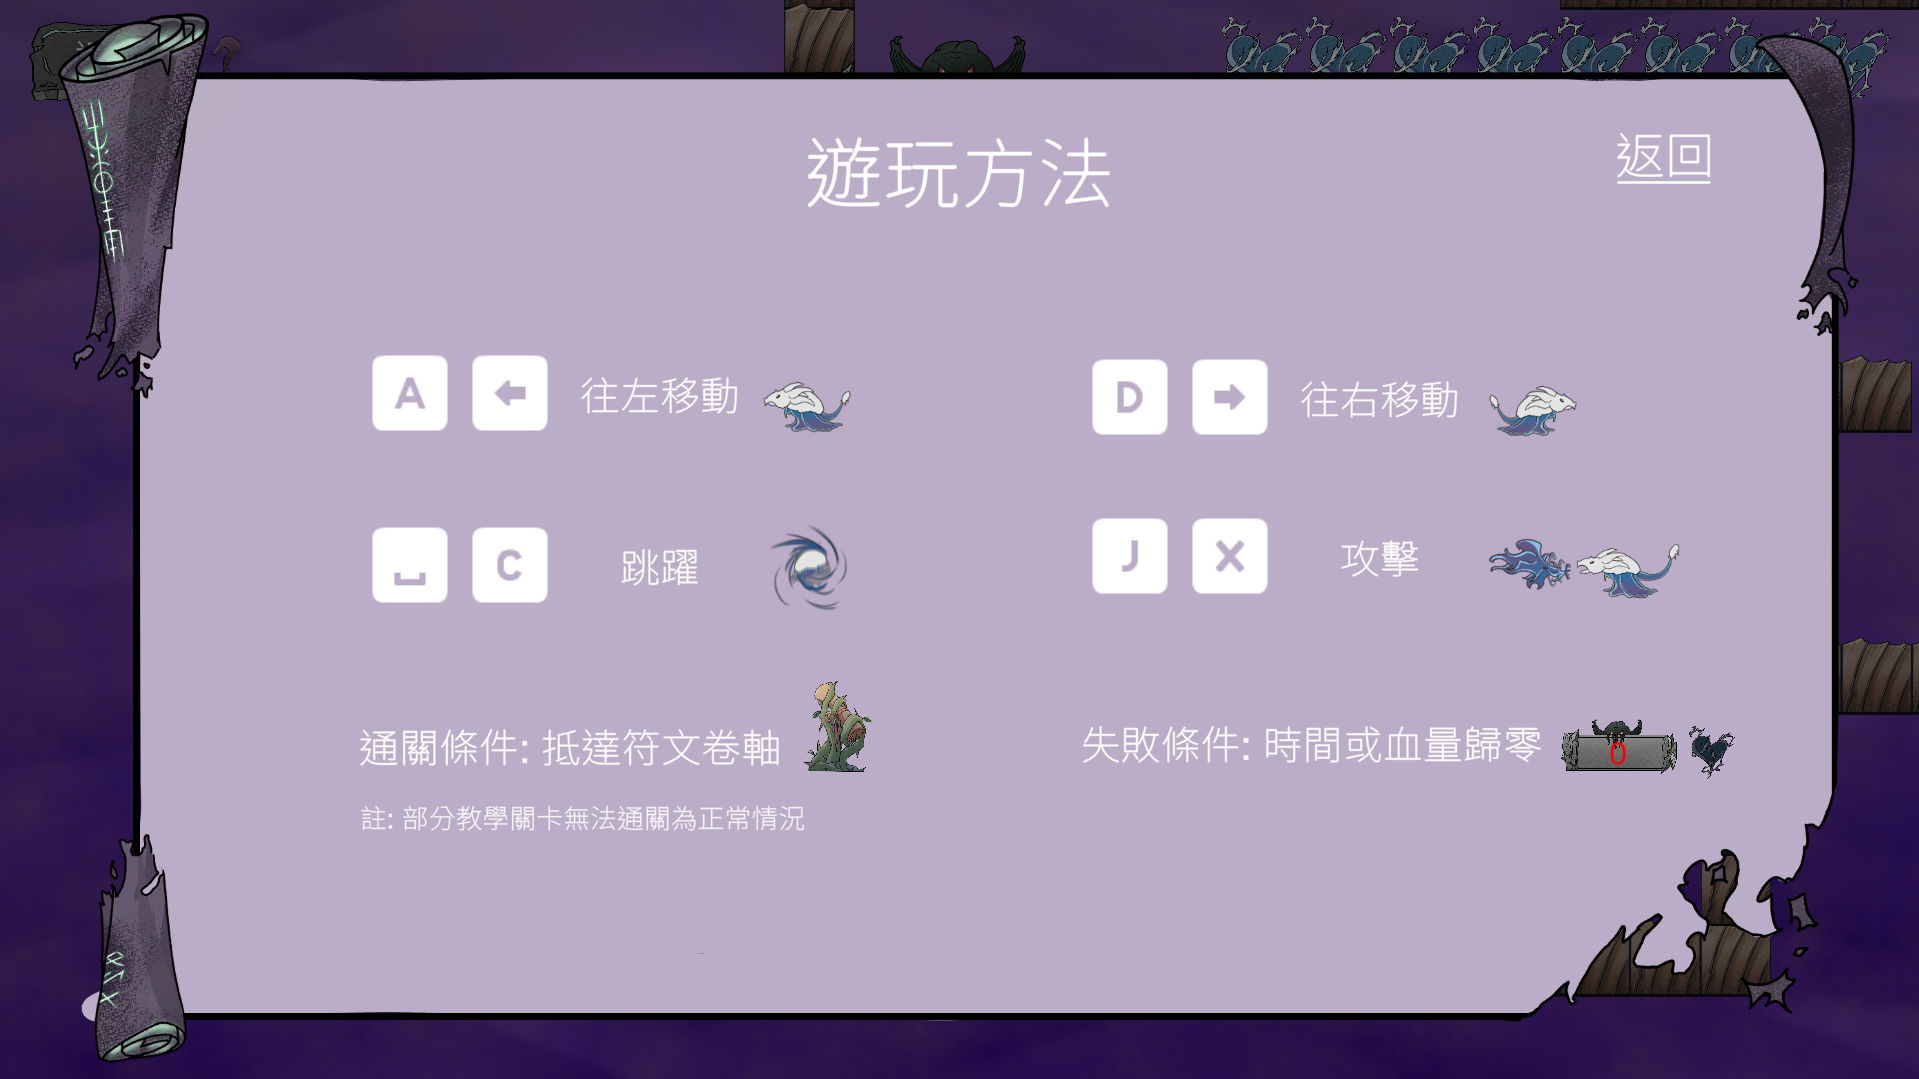 遊玩方法
返回
A 往左移動
D 往右移動
C 跳躍
J X 攻擊
通關條件: 抵達符文卷軸
失敗條件: 時間或血量歸零
0
註: 部分教學關卡無法通關為正常情況